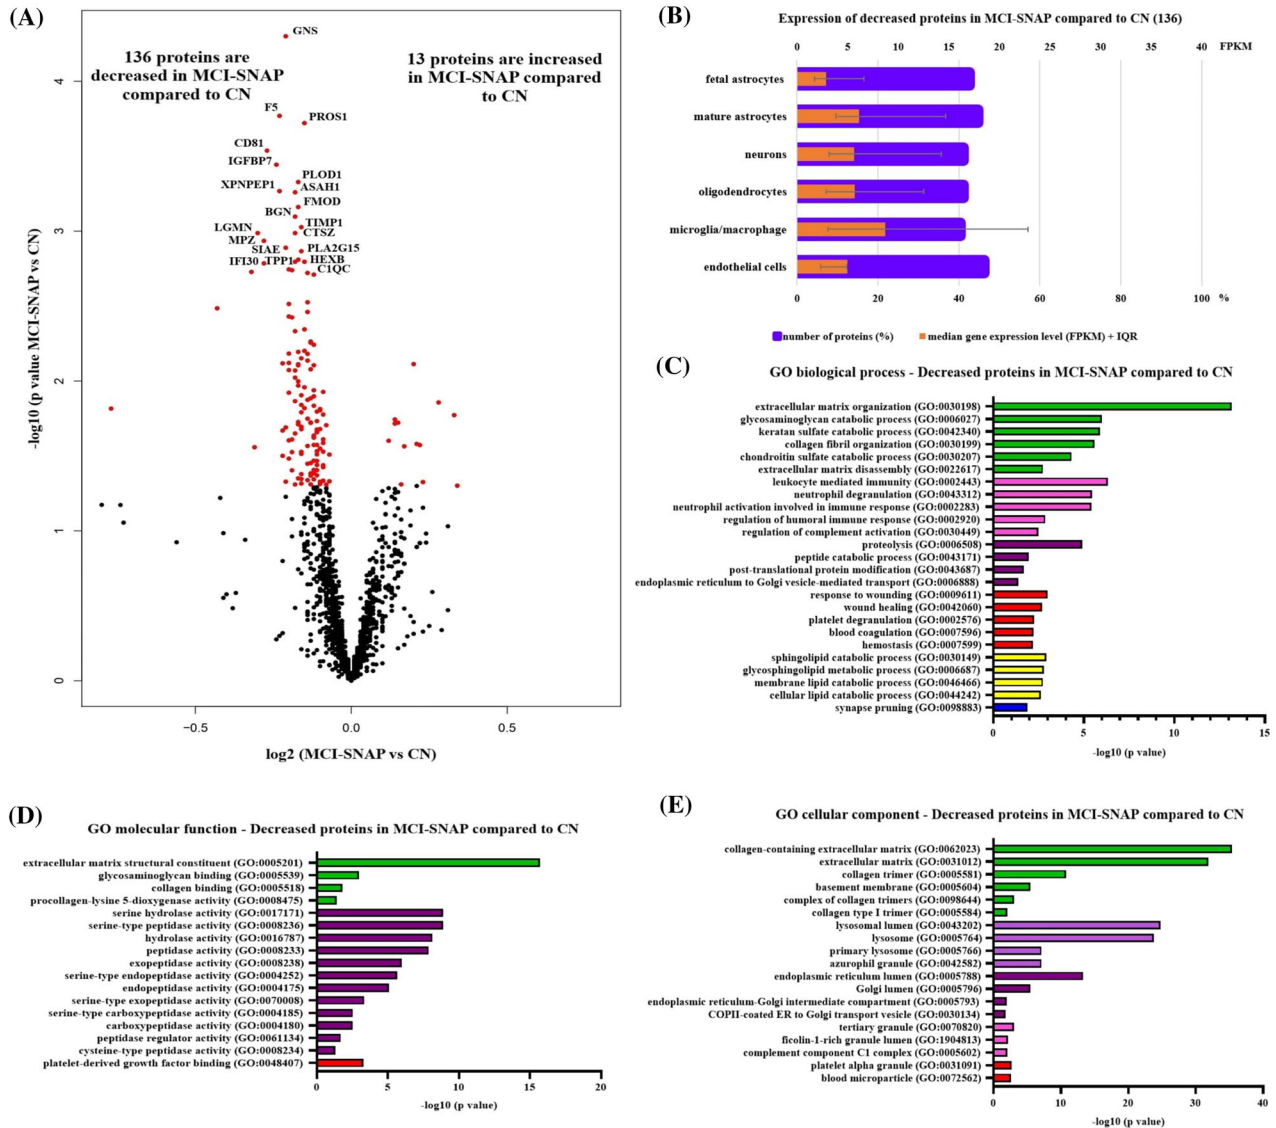 (A)
136 proteins are
decreased in MCI-SNAP
compared to CN
13 proteins are increased
in MCI-SNAP compared
to CN
GNS
F5
PROS1
CD81
IGFBP7
PLOD1
XPNPEP1
ASAH1
FMOD
BGN
TIMP1
LGMN
CTSZ
MPZ
SIAE
PLA2G15
IFI30
TPP1
HEXB
C1QC
-log10 (p value MCI-SNAP vs CN)
4
3
2
1
0
−0.5
0.0
0.5
log2 (MCI-SNAP vs CN)
(B)
Expression of decreased proteins in MCI-SNAP compared to CN (136)
0 5 10 15 20 25 30 35 40 FPKM
fetal astrocytes
mature astrocytes
neurons
oligodendrocytes
microglia/macrophage
endothelial cells
0 20 40 60 80 100 %
number of proteins (%)
median gene expression level (FPKM) + IQR
(C)
GO biological process - Decreased proteins in MCI-SNAP compared to CN
extracellular matrix organization (GO:0030198)
glycosaminoglycan catabolic process (GO:0006027)
keratan sulfate catabolic process (GO:0042340)
collagen fibril organization (GO:0030199)
chondroitin sulfate catabolic process (GO:0030207)
extracellular matrix disassembly (GO:0022617)
leukocyte mediated immunity (GO:0002443)
neutrophil degranulation (GO:0043312)
neutrophil activation involved in immune response (GO:0002283)
regulation of humoral immune response (GO:0002920)
regulation of complement activation (GO:0030449)
proteolysis (GO:0006508)
peptide catabolic process (GO:0043171)
post-translational protein modification (GO:0043687)
endoplasmic reticulum to Golgi vesicle-mediated transport (GO:0006888)
response to wounding (GO:0009611)
wound healing (GO:0042060)
platelet degranulation (GO:0002576)
blood coagulation (GO:0007596)
hemostasis (GO:0007599)
sphingolipid catabolic process (GO:0030149)
glycosphingolipid metabolic process (GO:0006687)
membrane lipid catabolic process (GO:0046466)
cellular lipid catabolic process (GO:0044242)
synapse pruning (GO:0098883)
0 5 10 15
-log10 (p value)
(D)
GO molecular function - Decreased proteins in MCI-SNAP compared to CN
extracellular matrix structural constituent (GO:0005201)
glycosaminoglycan binding (GO:0005539)
collagen binding (GO:0005518)
procollagen-lysine 5-dioxygenase activity (GO:0008475)
serine hydrolase activity (GO:0017171)
serine-type peptidase activity (GO:0008236)
hydrolase activity (GO:0016787)
peptidase activity (GO:0008233)
exopeptidase activity (GO:0008238)
serine-type endopeptidase activity (GO:0004252)
endopeptidase activity (GO:0004175)
serine-type exopeptidase activity (GO:0070008)
serine-type carboxypeptidase activity (GO:0004185)
carboxypeptidase activity (GO:0004180)
peptidase regulator activity (GO:0061134)
cysteine-type peptidase activity (GO:0008234)
platelet-derived growth factor binding (GO:0048407)
0 5 10 15 20
-log10 (p value)
(E)
GO cellular component - Decreased proteins in MCI-SNAP compared to CN
collagen-containing extracellular matrix (GO:0062023)
extracellular matrix (GO:0031012)
collagen trimer (GO:0005581)
basement membrane (GO:0005604)
complex of collagen trimers (GO:0098644)
collagen type I trimer (GO:0005584)
lysosomal lumen (GO:0043202)
lysosome (GO:0005764)
primary lysosome (GO:0005766)
azurophil granule (GO:0042582)
endoplasmic reticulum lumen (GO:0005788)
Golgi lumen (GO:0005796)
endoplasmic reticulum-Golgi intermediate compartment (GO:0005793)
COPII-coated ER to Golgi transport vesicle (GO:0030134)
tertiary granule (GO:0070820)
ficolin-1-rich granule lumen (GO:1904813)
complement component C1 complex (GO:0005602)
platelet alpha granule (GO:0031091)
blood microparticle (GO:0072562)
0 10 20 30 40
-log10 (p value)